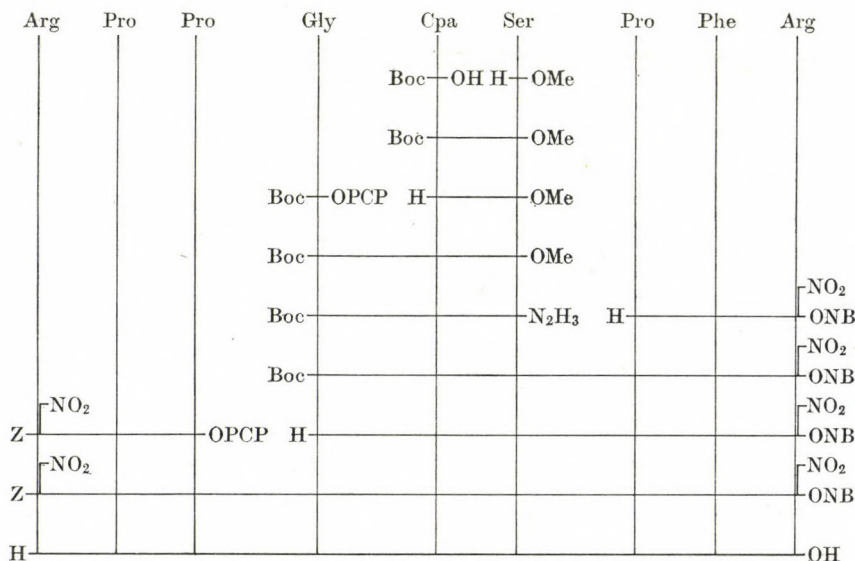 Arg Pro Pro Gly Cpa Ser Pro Phe Arg
Boc OH H OMe
Boc OMe
Boc OPCP H OMe
Boc OMe
NO₂
Boc N₂H₃ H ONB
NO₂
Boc ONB
NO₂ NO₂
Z OPCP H ONB
NO₂ NO₂
Z ONB
H OH